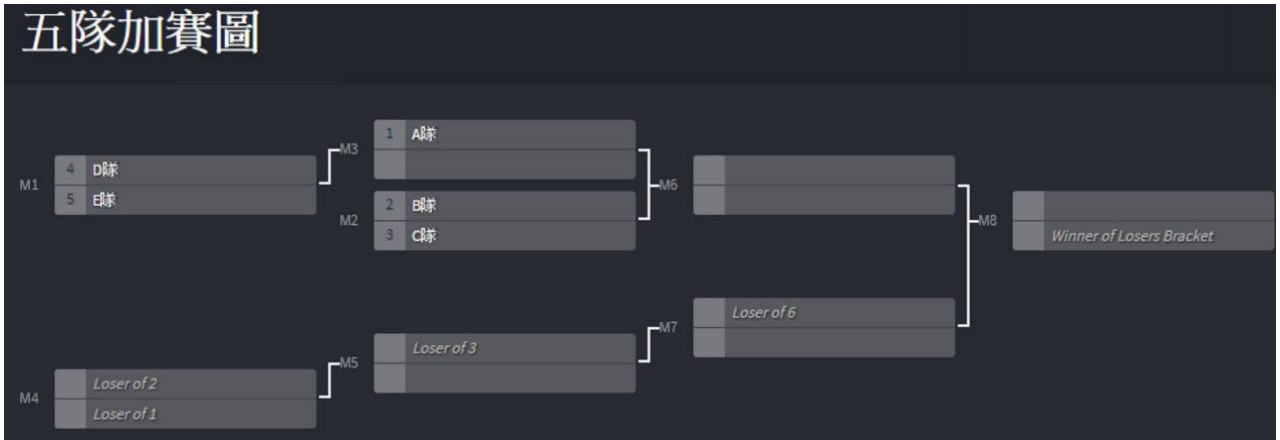 五隊加賽圖
M1
4 D隊
5 E隊
M3
1 A隊
M2
2 B隊
3 C隊
M6
M8
Winner of Losers Bracket
M4
Loser of 2
Loser of 1
M5
Loser of 3
M7
Loser of 6